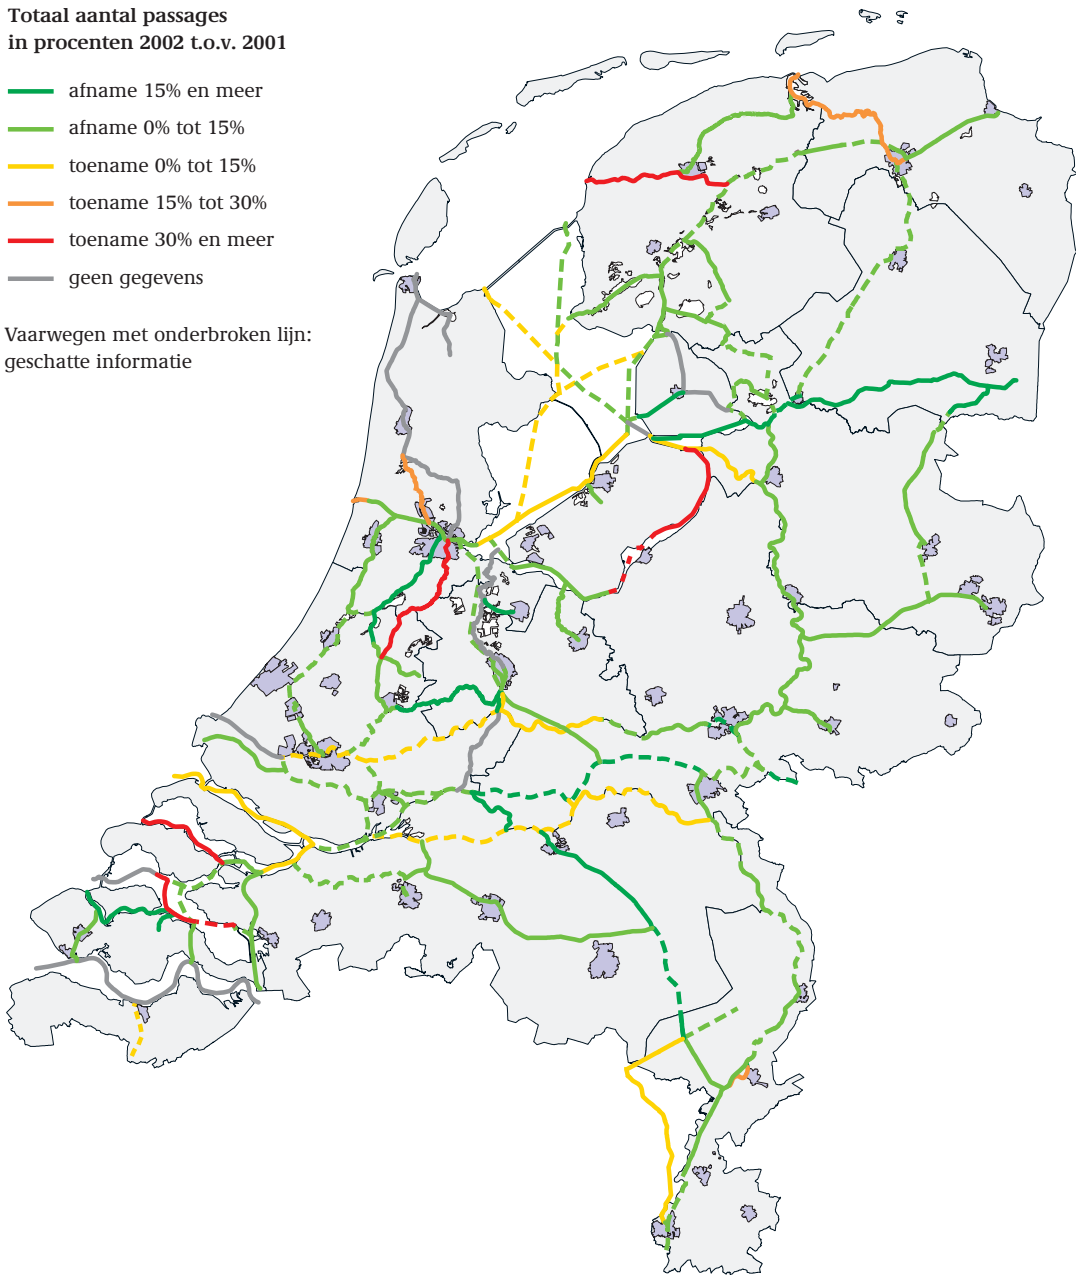 Totaal aantal passages
in procenten 2002 t.o.v. 2001
afname 15% en meer
afname 0% tot 15%
toename 0% tot 15%
toename 15% tot 30%
toename 30% en meer
geen gegevens
Vaarwegen met onderbroken lijn:
geschatte informatie